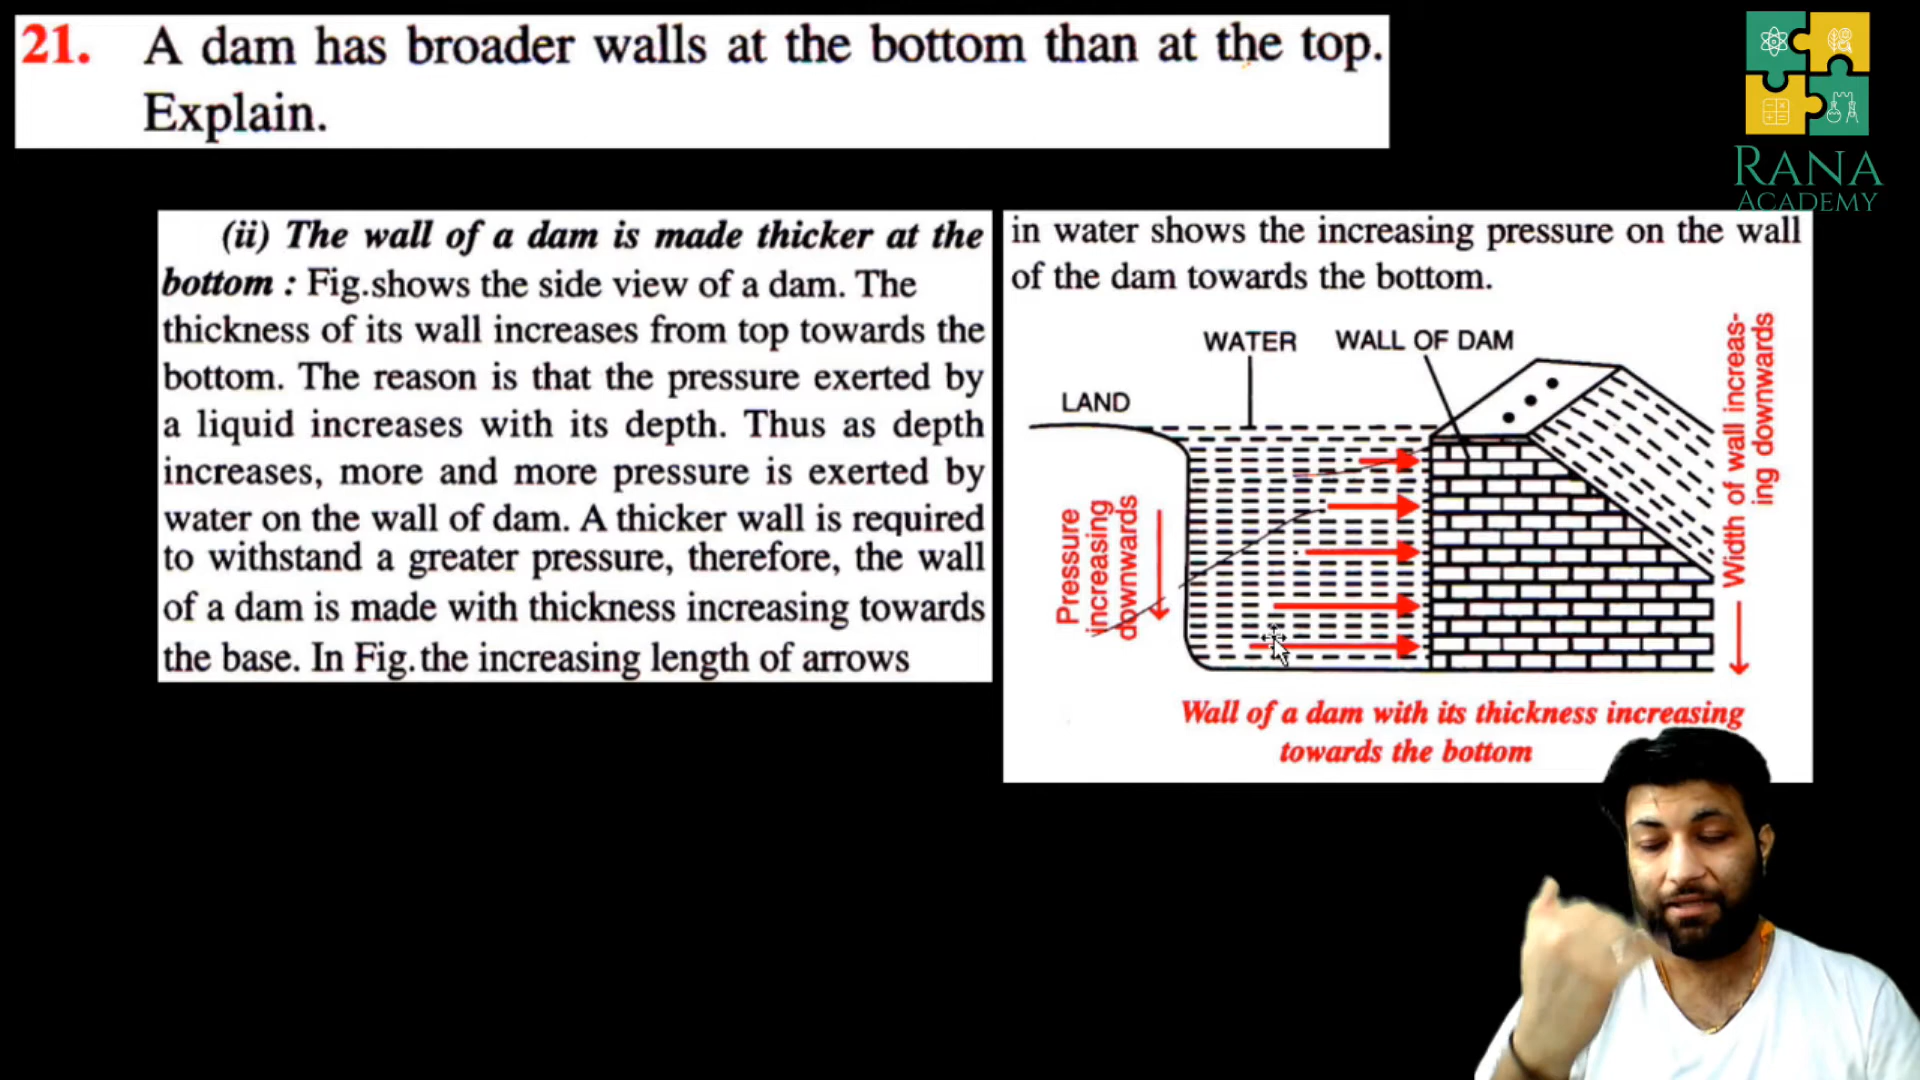 21. A dam has broader walls at the bottom than at the top.
Explain.
RANA
ACADEMY
(ii) The wall of a dam is made thicker at the
bottom : Fig.shows the side view of a dam. The
thickness of its wall increases from top towards the
bottom. The reason is that the pressure exerted by
a liquid increases with its depth. Thus as depth
increases, more and more pressure is exerted by
water on the wall of dam. A thicker wall is required
to withstand a greater pressure, therefore, the wall
of a dam is made with thickness increasing towards
the base. In Fig.the increasing length of arrows
in water shows the increasing pressure on the wall
of the dam towards the bottom.
WATER
WALL OF DAM
LAND
Pressure
increasing
downwards
Width of wall increas-
ing downwards
Wall of a dam with its thickness increasing
towards the bottom